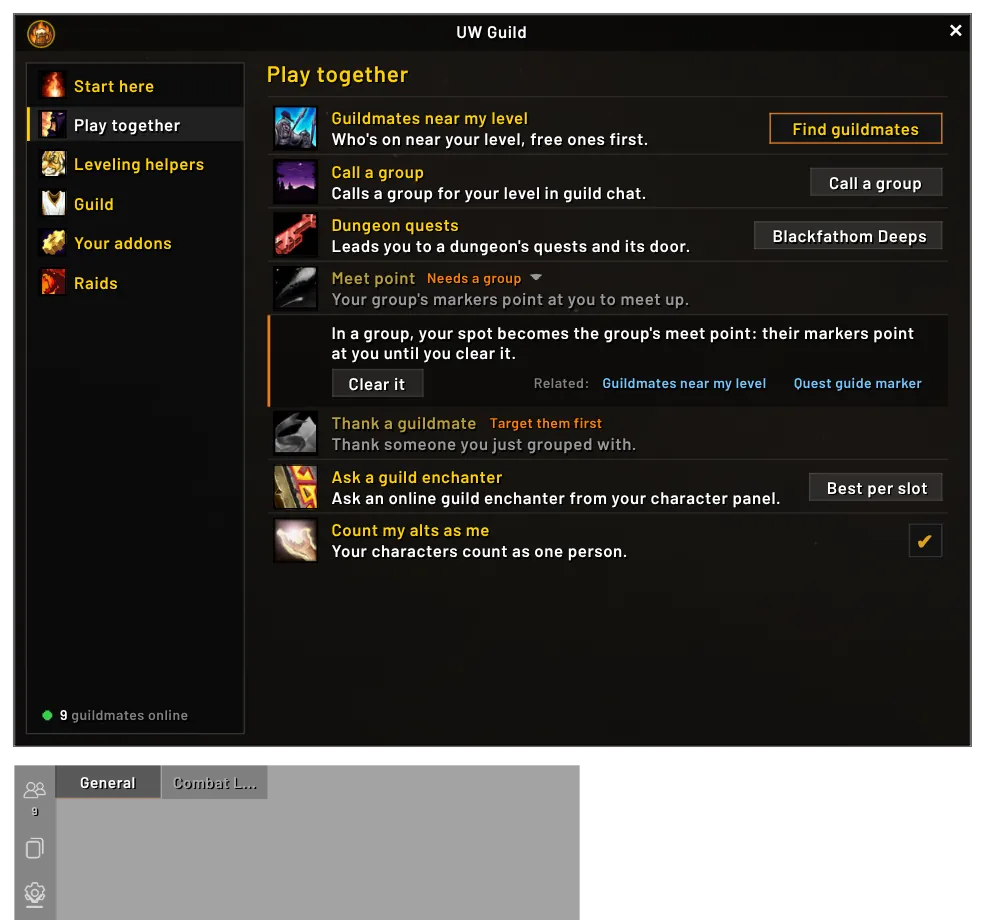 UW Guild
Start here
Play together
Leveling helpers
Guild
Your addons
Raids
9 guildmates online
Play together
Guildmates near my level
Who's on near your level, free ones first.
Find guildmates
Call a group
Calls a group for your level in guild chat.
Call a group
Dungeon quests
Leads you to a dungeon's quests and its door.
Blackfathom Deeps
Meet point Needs a group
Your group's markers point at you to meet up.
In a group, your spot becomes the group's meet point: their markers point
at you until you clear it.
Clear it
Related: Guildmates near my level Quest guide marker
Thank a guildmate Target them first
Thank someone you just grouped with.
Ask a guild enchanter
Ask an online guild enchanter from your character panel.
Best per slot
Count my alts as me
Your characters count as one person.
General Combat L...
9